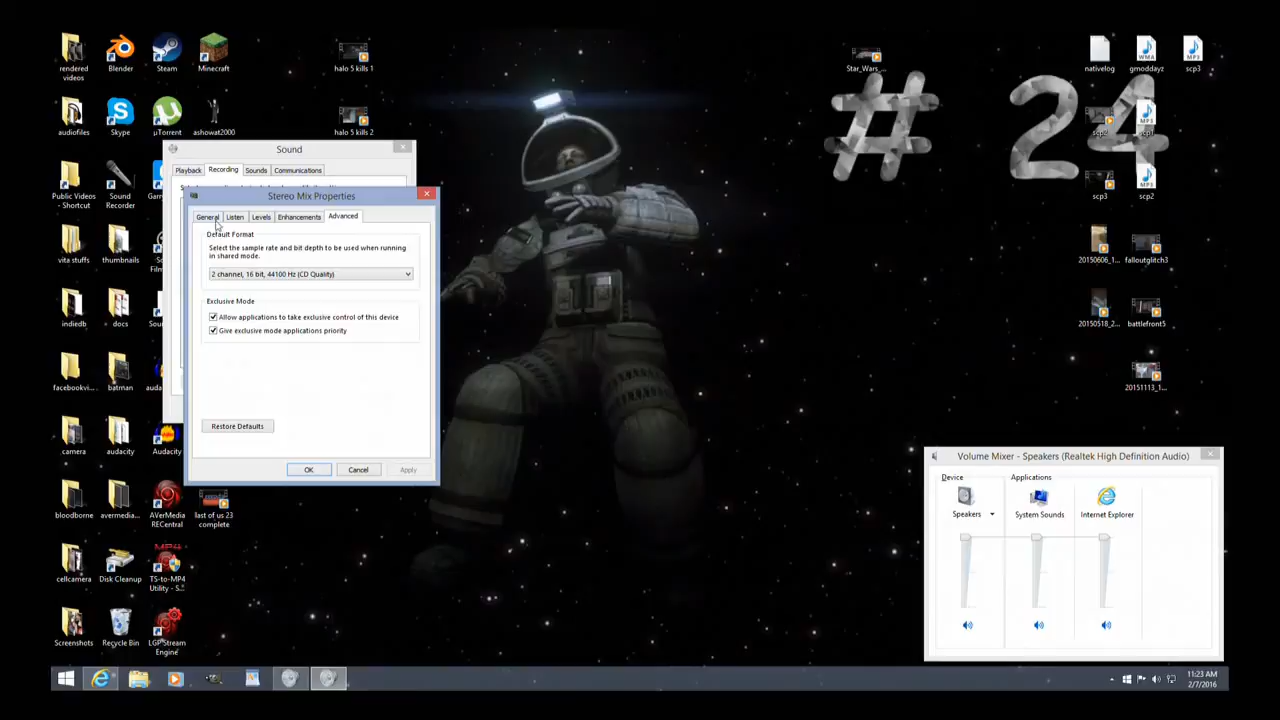 rendered
videos
Blender
Steam
Minecraft
halo 5 kills 1
Star_Wars_...
nativelog
gmoddayz
scp3
# 24
audiofiles
Skype
µTorrent
ashowat2000
halo 5 kills 2
scp1
Sound
Playback
Recording
Sounds
Communications
Public Videos
- Shortcut
Sound
Recorder
scp3
scp2
Stereo Mix Properties
General
Listen
Levels
Enhancements
Advanced
Default Format
Select the sample rate and bit depth to be used when running
in shared mode.
2 channel, 16 bit, 44100 Hz (CD Quality)
Exclusive Mode
Allow applications to take exclusive control of this device
Give exclusive mode applications priority
Restore Defaults
OK
Cancel
Apply
vita stuffs
thumbnails
20150606_1...
falloutglitch3
indiedb
docs
20150518_2...
battlefront5
facebookvi...
batman
20151113_1...
camera
audacity
Audacity
bloodborne
avermedia...
AVerMedia
RECentral
last of us 23
complete
cellcamera
Disk Cleanup
TS-to-MP4
Utility - S...
Screenshots
Recycle Bin
LGP Stream
Engine
Volume Mixer - Speakers (Realtek High Definition Audio)
Device
Applications
Speakers
System Sounds
Internet Explorer
11:23 AM
2/7/2016